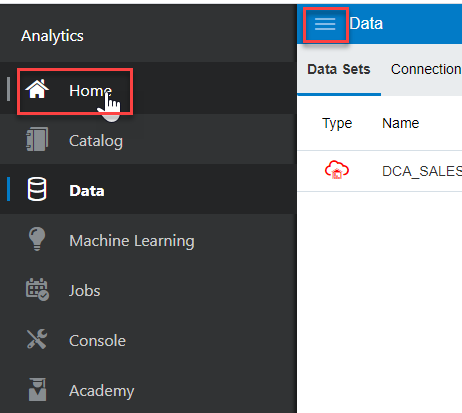 Analytics
Home
Catalog
Data
Machine Learning
Jobs
Console
Academy
Data
Data Sets Connection
Type Name
DCA_SALES